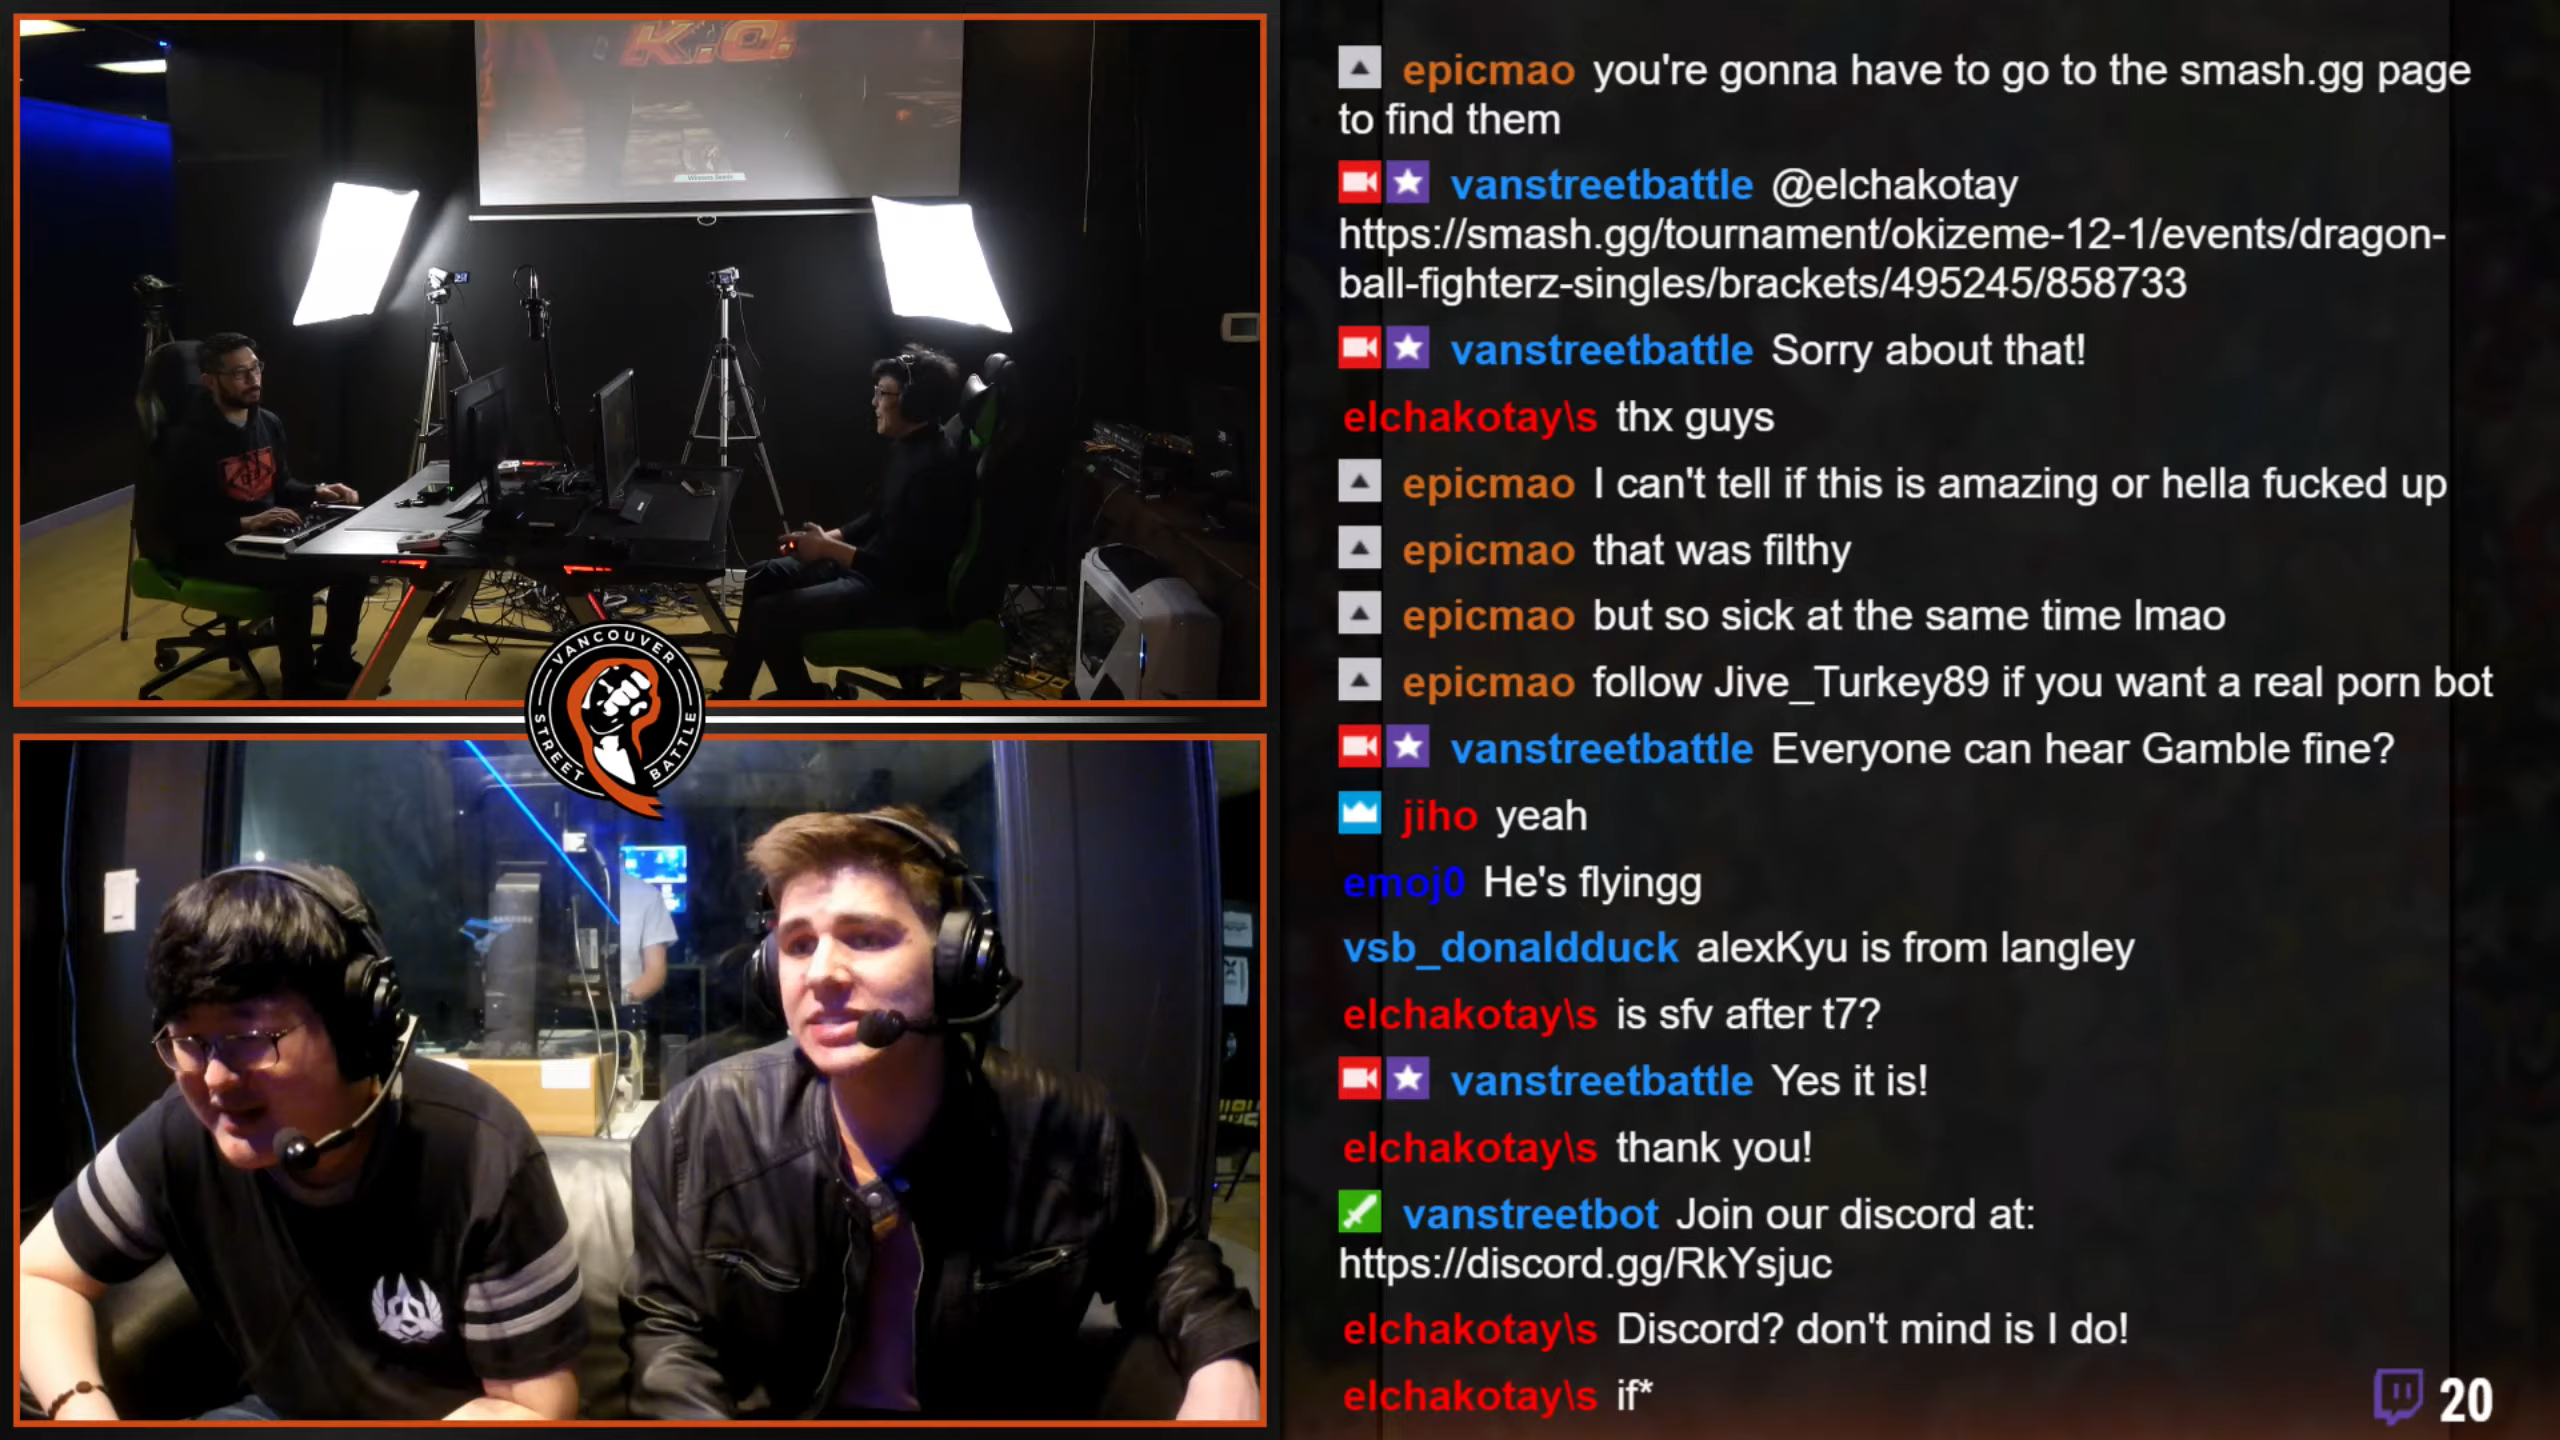 K.O.
Winners Semis
VANCOUVER
STREET
BATTLE
epicmao you're gonna have to go to the smash.gg page
to find them
vanstreetbattle @elchakotay
https://smash.gg/tournament/okizeme-12-1/events/dragon-
ball-fighterz-singles/brackets/495245/858733
vanstreetbattle Sorry about that!
elchakotay\s thx guys
epicmao I can't tell if this is amazing or hella fucked up
epicmao that was filthy
epicmao but so sick at the same time lmao
epicmao follow Jive_Turkey89 if you want a real porn bot
vanstreetbattle Everyone can hear Gamble fine?
jiho yeah
emoj0 He's flyingg
vsb_donaldduck alexKyu is from langley
elchakotay\s is sfv after t7?
vanstreetbattle Yes it is!
elchakotay\s thank you!
vanstreetbot Join our discord at:
https://discord.gg/RkYsjuc
elchakotay\s Discord? don't mind is I do!
elchakotay\s if*
20